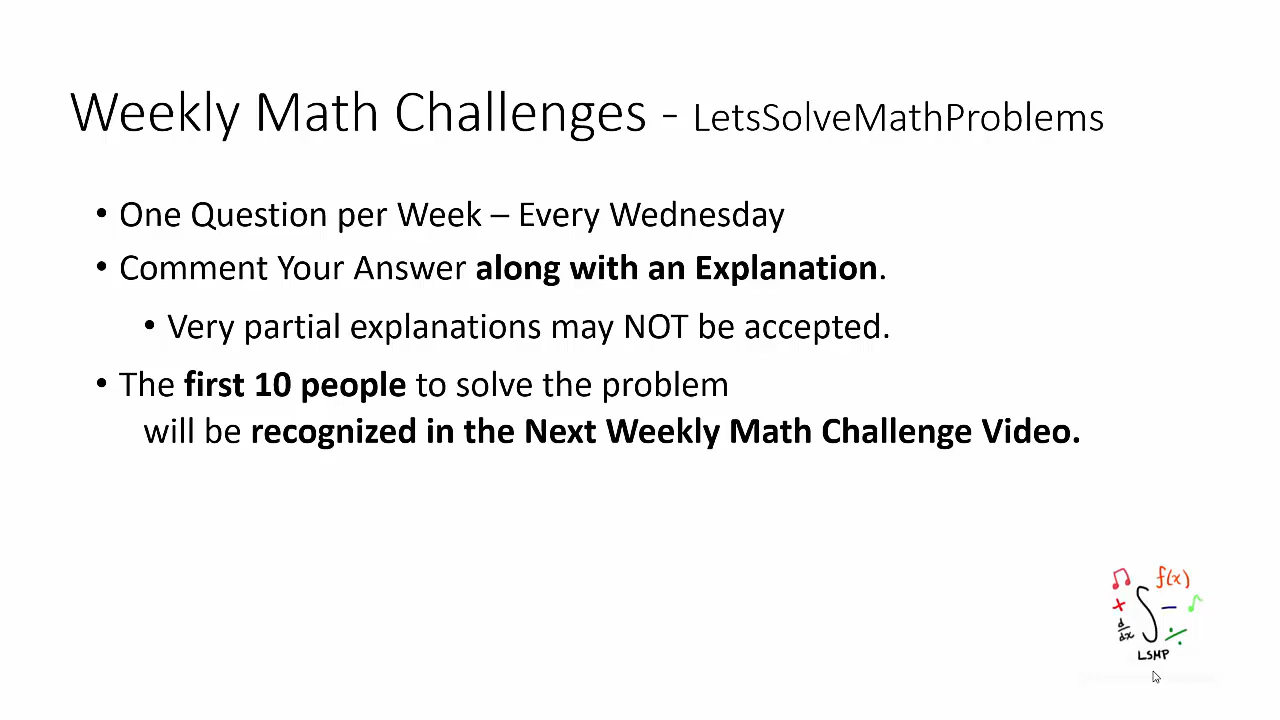 Weekly Math Challenges - LetsSolveMathProblems
• One Question per Week – Every Wednesday
• Comment Your Answer along with an Explanation.
• Very partial explanations may NOT be accepted.
• The first 10 people to solve the problem
will be recognized in the Next Weekly Math Challenge Video.
f(x)
+ ∫ –
d/dx ÷
LSMP